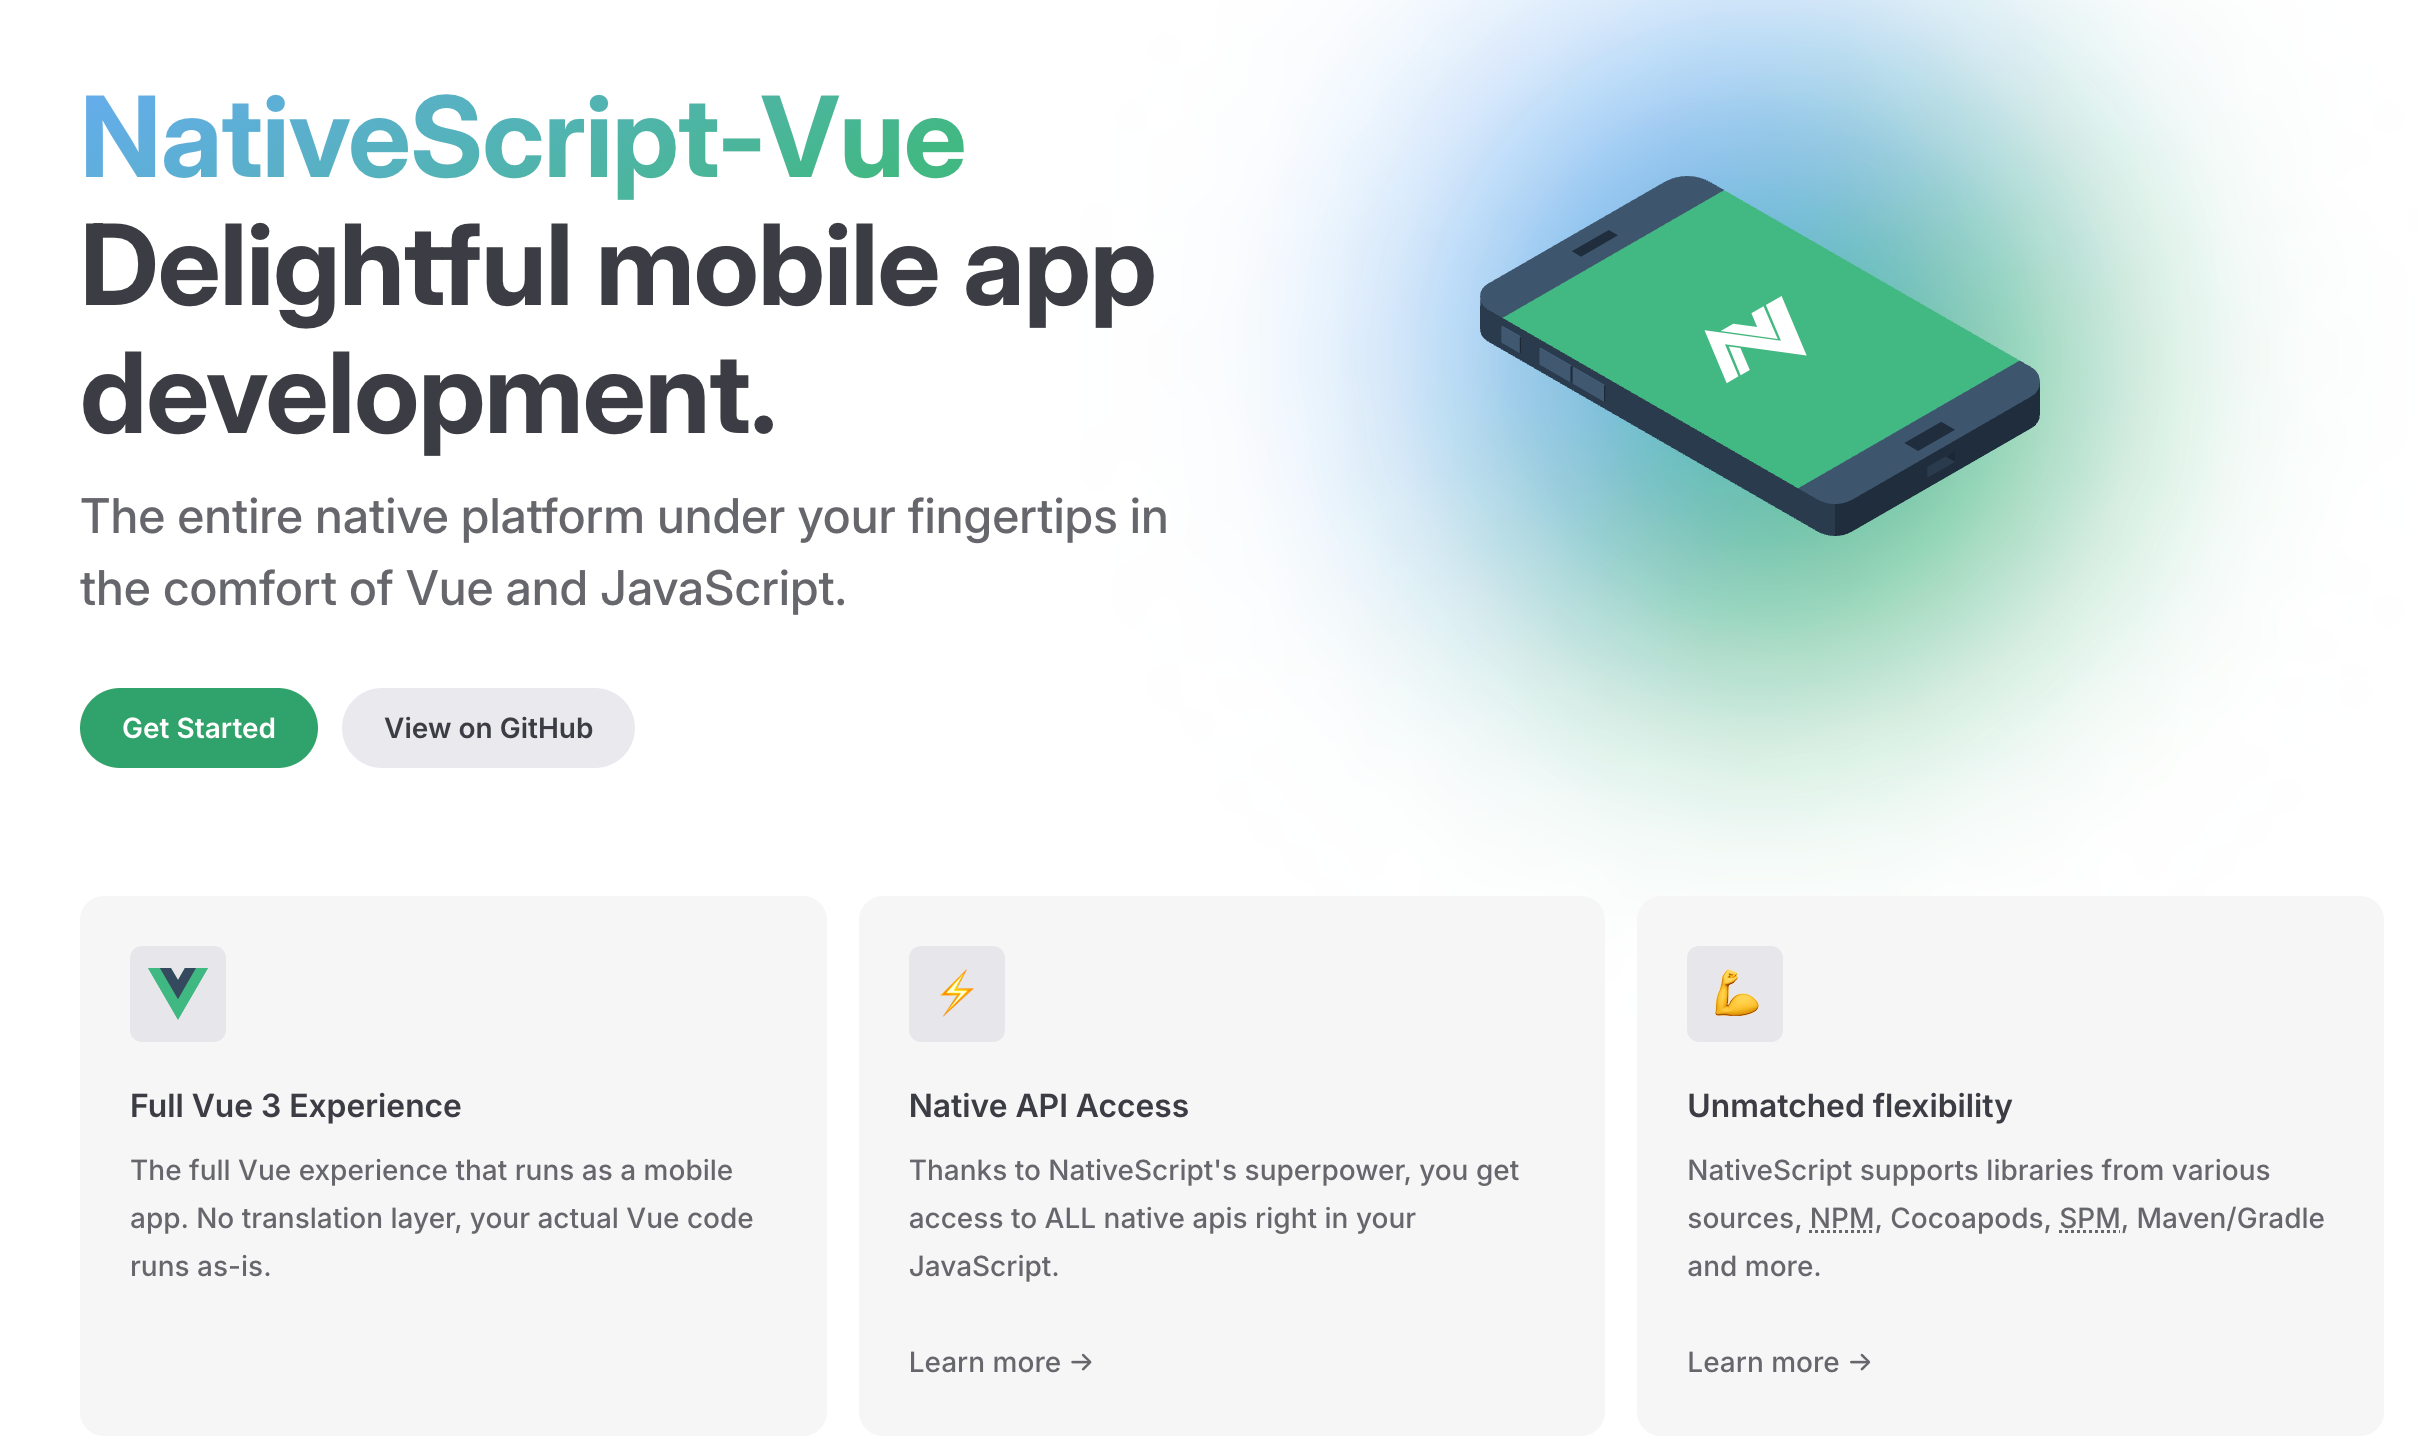 NativeScript-Vue
Delightful mobile app
development.
The entire native platform under your fingertips in
the comfort of Vue and JavaScript.
Get Started
View on GitHub
Full Vue 3 Experience
The full Vue experience that runs as a mobile
app. No translation layer, your actual Vue code
runs as-is.
Native API Access
Thanks to NativeScript's superpower, you get
access to ALL native apis right in your
JavaScript.
Learn more →
Unmatched flexibility
NativeScript supports libraries from various
sources, NPM, Cocoapods, SPM, Maven/Gradle
and more.
Learn more →